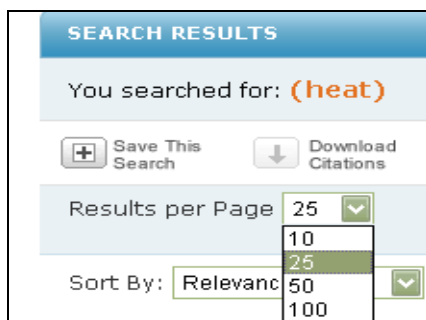 SEARCH RESULTS
You searched for: (heat)
Save This
Search
Download
Citations
Results per Page 25
10
25
Sort By: Relevanc
50
100